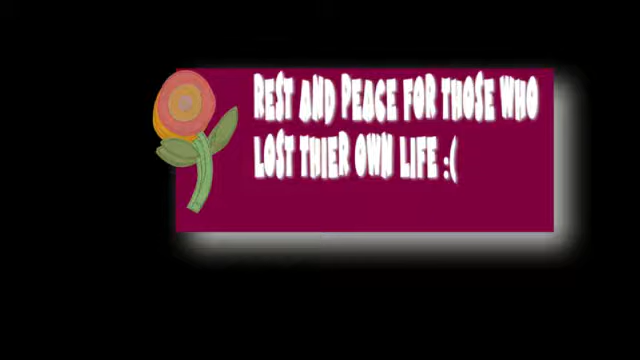 REST AND PEACE FOR THOSE WHO
LOST THIER OWN LIFE :(